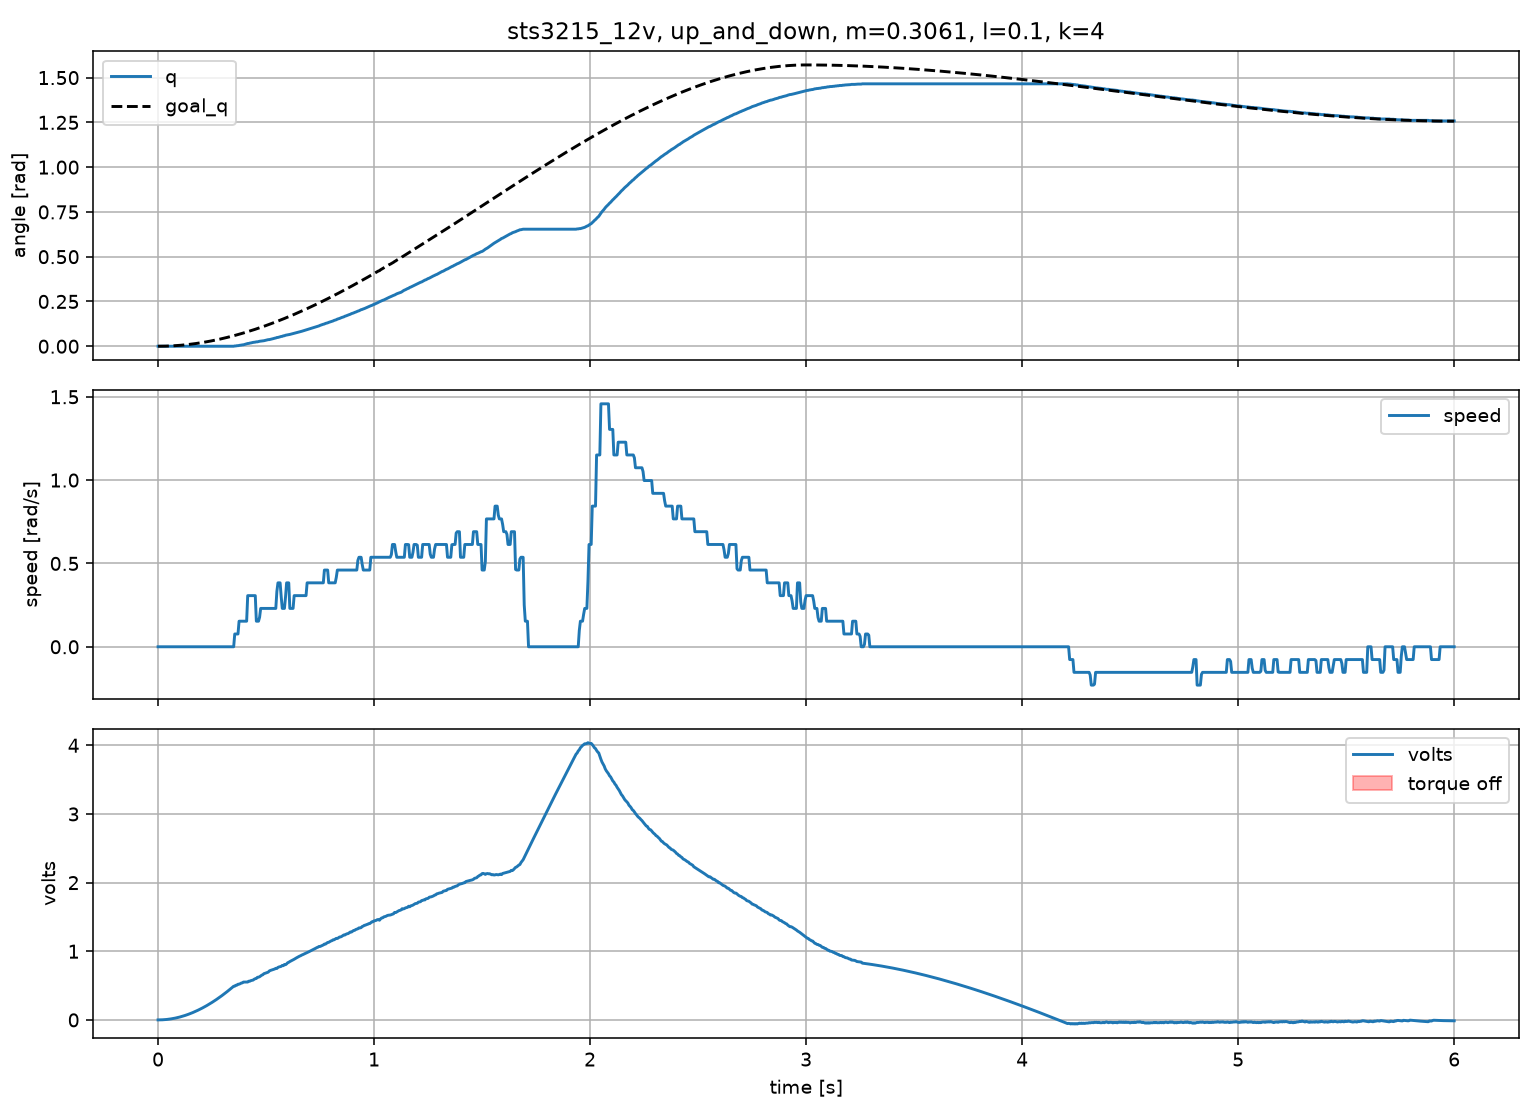 sts3215_12v, up_and_down, m=0.3061, l=0.1, k=4
q
goal_q
1.50
1.25
1.00
0.75
0.50
0.25
0.00
angle [rad]
speed
1.5
1.0
0.5
0.0
speed [rad/s]
volts
torque off
4
3
2
1
0
volts
0 1 2 3 4 5 6
time [s]